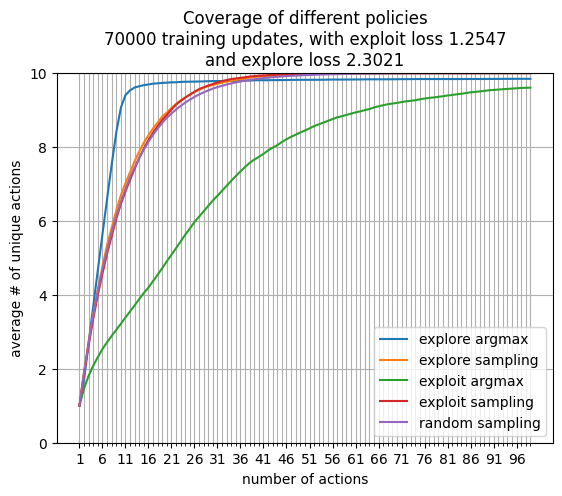 Coverage of different policies
70000 training updates, with exploit loss 1.2547
and explore loss 2.3021
average # of unique actions
10
8
6
4
2
0
explore argmax
explore sampling
exploit argmax
exploit sampling
random sampling
1 6 11 16 21 26 31 36 41 46 51 56 61 66 71 76 81 86 91 96
number of actions